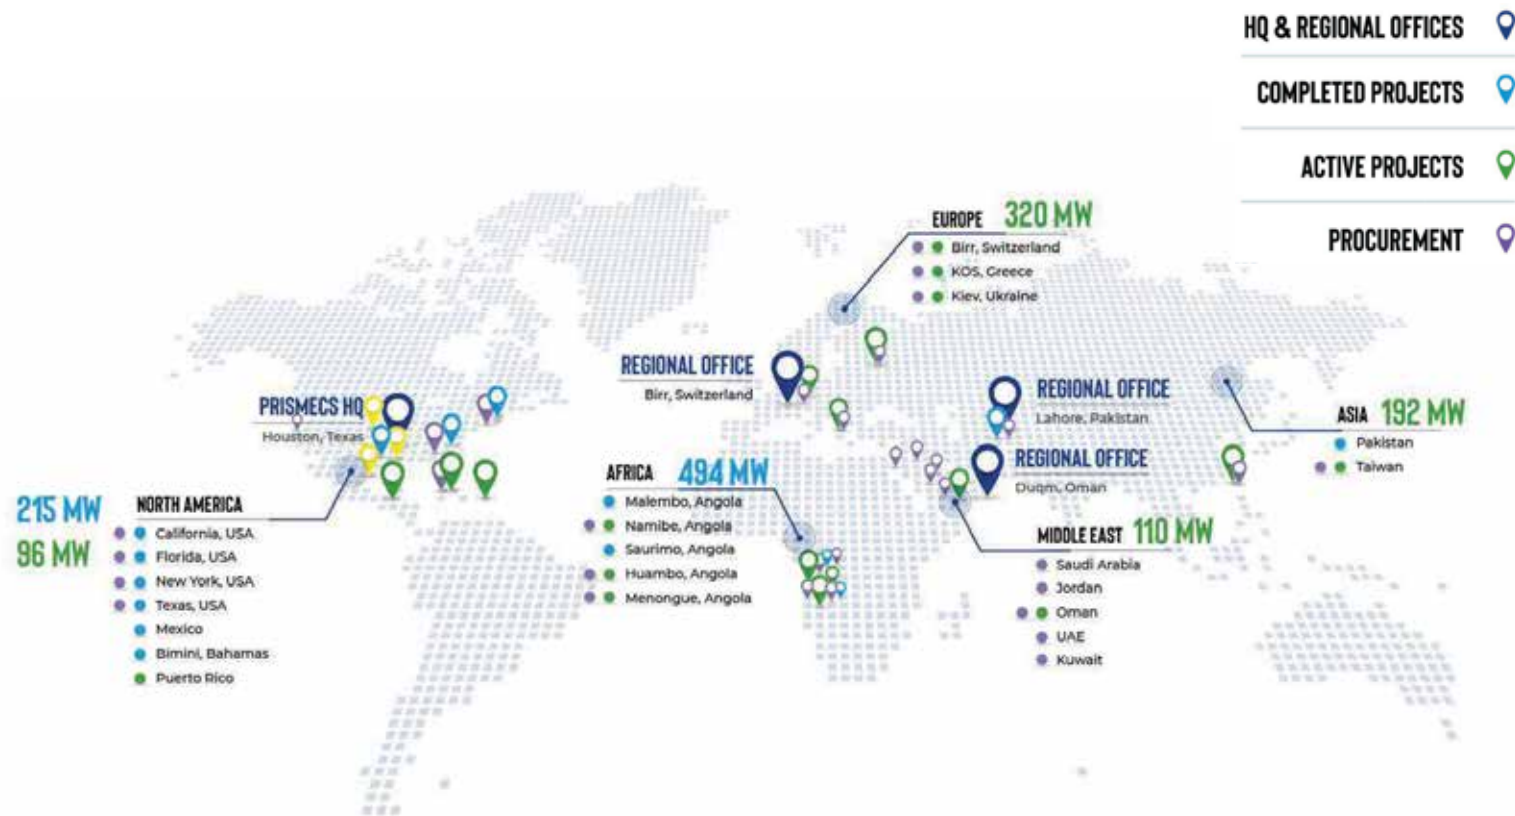 HQ & REGIONAL OFFICES
COMPLETED PROJECTS
ACTIVE PROJECTS
PROCUREMENT
EUROPE 320 MW
Birr, Switzerland
KOS, Greece
Kiev, Ukraine
REGIONAL OFFICE
Birr, Switzerland
REGIONAL OFFICE
Lahore, Pakistan
REGIONAL OFFICE
Duqm, Oman
ASIA 192 MW
Pakistan
Taiwan
PRISMECS HQ
Houston, Texas
NORTH AMERICA
215 MW
96 MW
California, USA
Florida, USA
New York, USA
Texas, USA
Mexico
Bimini, Bahamas
Puerto Rico
AFRICA 494 MW
Malembo, Angola
Namibe, Angola
Saurimo, Angola
Huambo, Angola
Menongue, Angola
MIDDLE EAST 110 MW
Saudi Arabia
Jordan
Oman
UAE
Kuwait